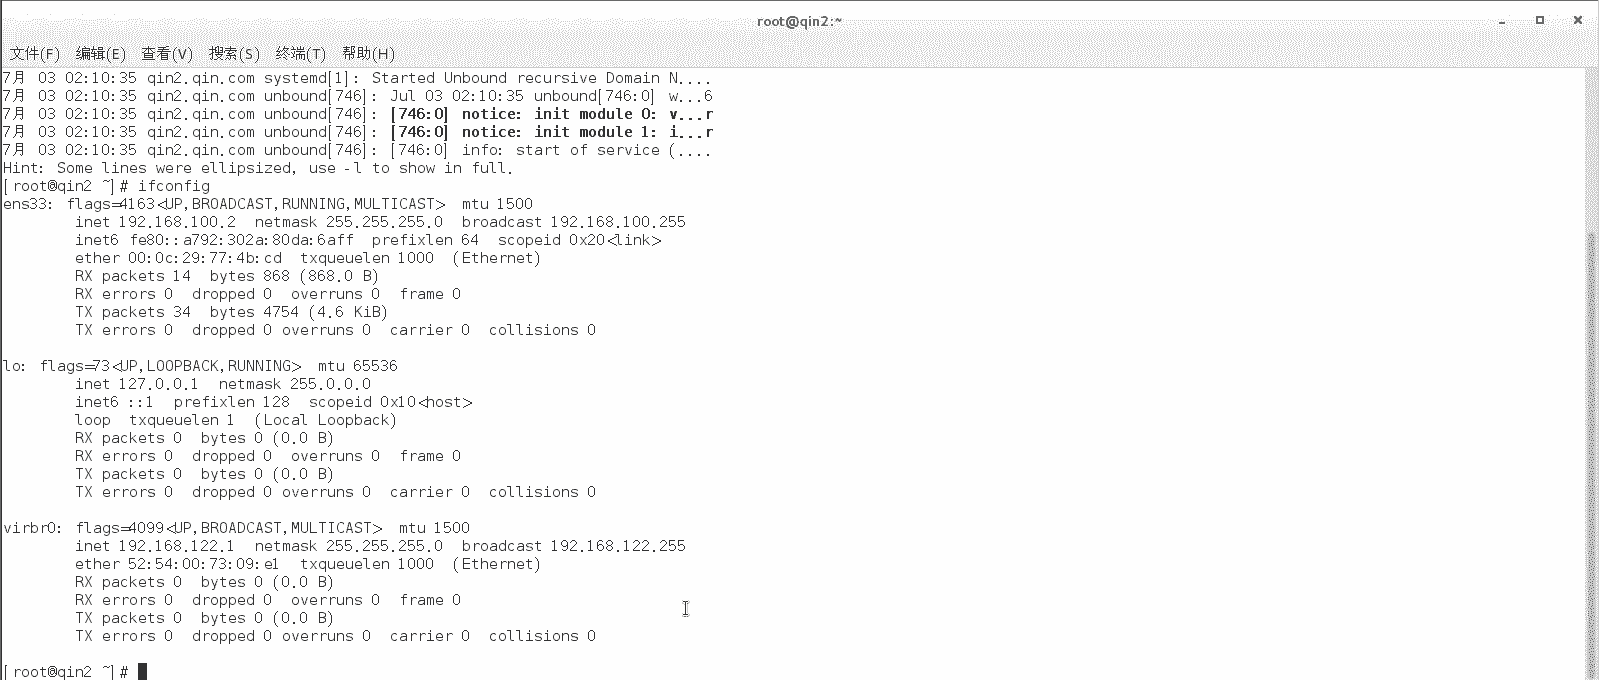 root@qin2:~
文件(F) 编辑(E) 查看(V) 搜索(S) 终端(T) 帮助(H)
7月 03 02:10:35 qin2.qin.com systemd[1]: Started Unbound recursive Domain N....
7月 03 02:10:35 qin2.qin.com unbound[746]: Jul 03 02:10:35 unbound[746:0] w...6
7月 03 02:10:35 qin2.qin.com unbound[746]: [746:0] notice: init module 0: v...r
7月 03 02:10:35 qin2.qin.com unbound[746]: [746:0] notice: init module 1: i...r
7月 03 02:10:35 qin2.qin.com unbound[746]: [746:0] info: start of service (....
Hint: Some lines were ellipsized, use -l to show in full.
[root@qin2 ~]# ifconfig
ens33: flags=4163<UP,BROADCAST,RUNNING,MULTICAST>  mtu 1500
        inet 192.168.100.2  netmask 255.255.255.0  broadcast 192.168.100.255
        inet6 fe80::a792:302a:80da:6aff  prefixlen 64  scopeid 0x20<link>
        ether 00:0c:29:77:4b:cd  txqueuelen 1000  (Ethernet)
        RX packets 14  bytes 868 (868.0 B)
        RX errors 0  dropped 0  overruns 0  frame 0
        TX packets 34  bytes 4754 (4.6 KiB)
        TX errors 0  dropped 0 overruns 0  carrier 0  collisions 0
lo: flags=73<UP,LOOPBACK,RUNNING>  mtu 65536
        inet 127.0.0.1  netmask 255.0.0.0
        inet6 ::1  prefixlen 128  scopeid 0x10<host>
        loop  txqueuelen 1  (Local Loopback)
        RX packets 0  bytes 0 (0.0 B)
        RX errors 0  dropped 0  overruns 0  frame 0
        TX packets 0  bytes 0 (0.0 B)
        TX errors 0  dropped 0 overruns 0  carrier 0  collisions 0
virbr0: flags=4099<UP,BROADCAST,MULTICAST>  mtu 1500
        inet 192.168.122.1  netmask 255.255.255.0  broadcast 192.168.122.255
        ether 52:54:00:73:09:e1  txqueuelen 1000  (Ethernet)
        RX packets 0  bytes 0 (0.0 B)
        RX errors 0  dropped 0  overruns 0  frame 0
        TX packets 0  bytes 0 (0.0 B)
        TX errors 0  dropped 0 overruns 0  carrier 0  collisions 0
[root@qin2 ~]#